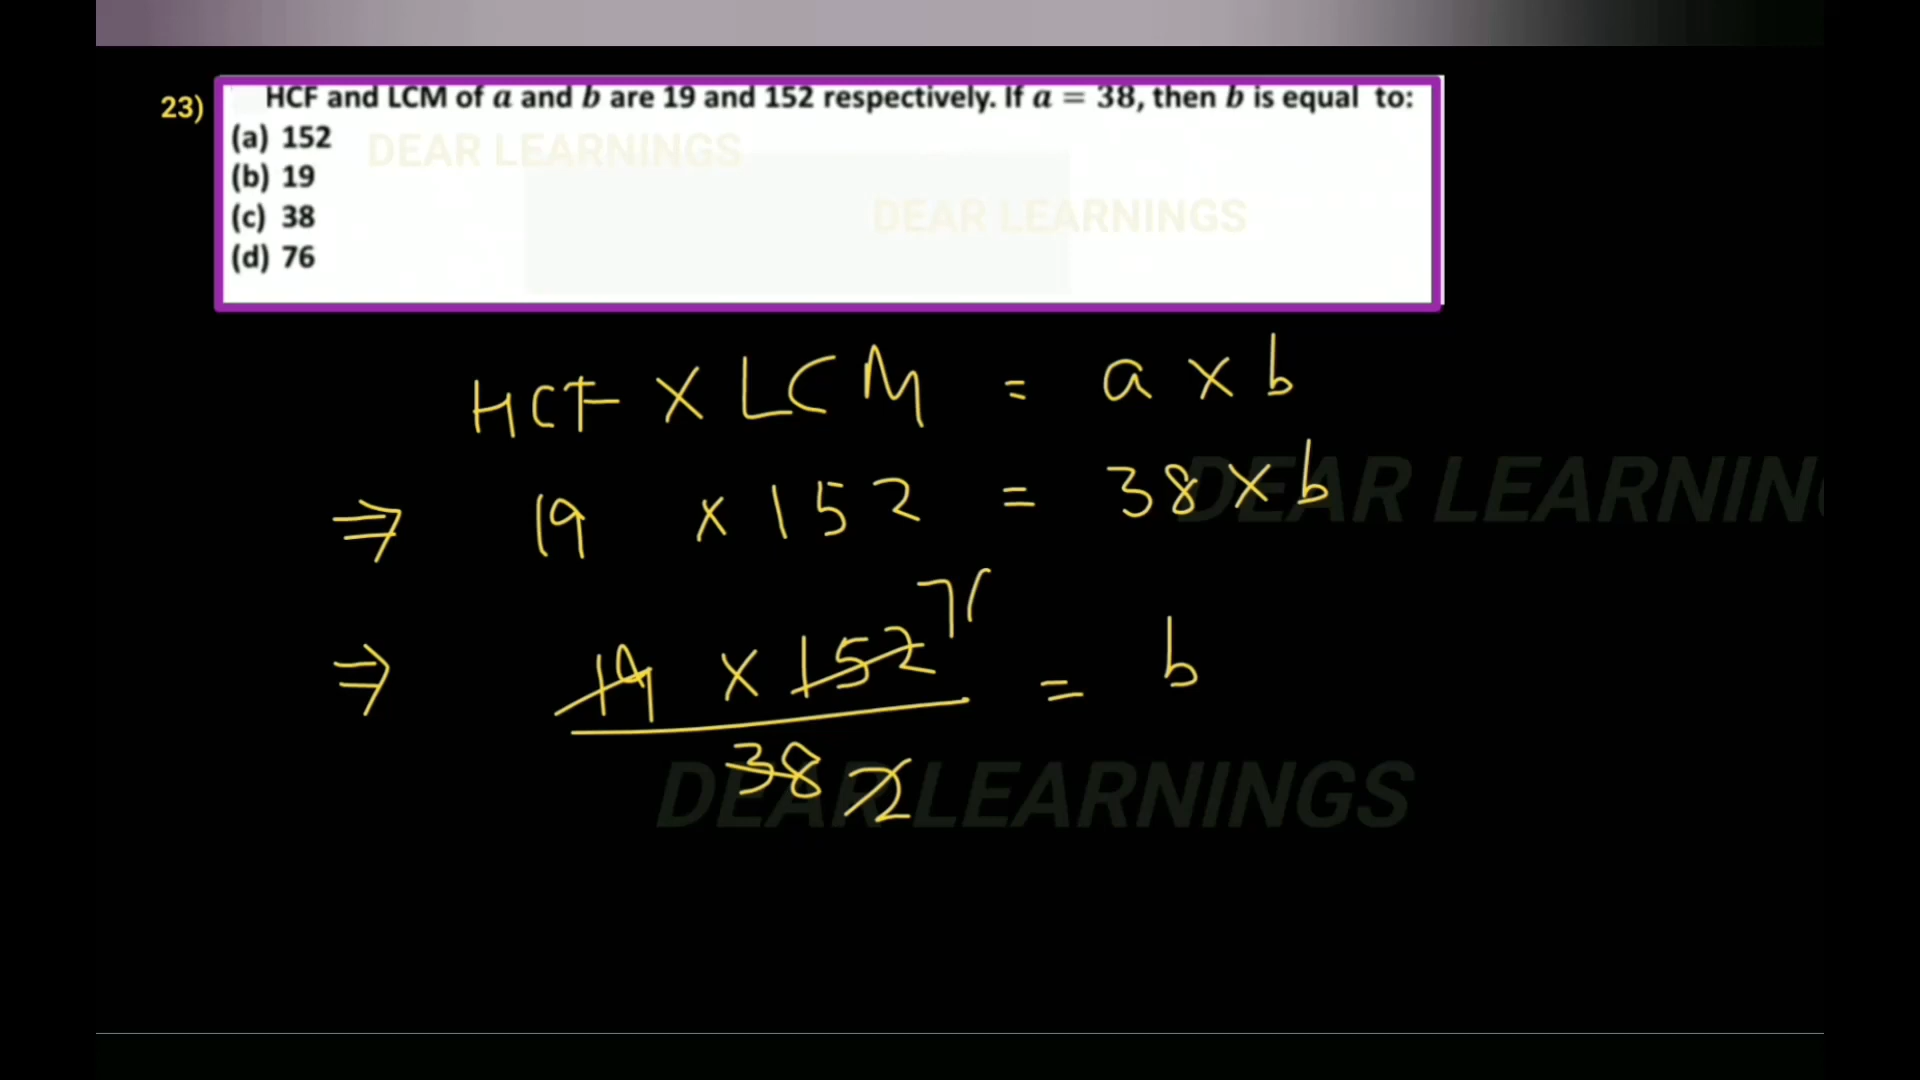 23) HCF and LCM of a and b are 19 and 152 respectively. If a = 38, then b is equal to:
(a) 152
DEAR LEARNINGS
(b) 19
DEAR LEARNINGS
(c) 38
(d) 76
HCF × LCM = a × b
⇒ 19 × 152 = 38 × b
DEAR LEARNIN
76
⇒ 19 × 152 = b
38 2
DEAR LEARNINGS